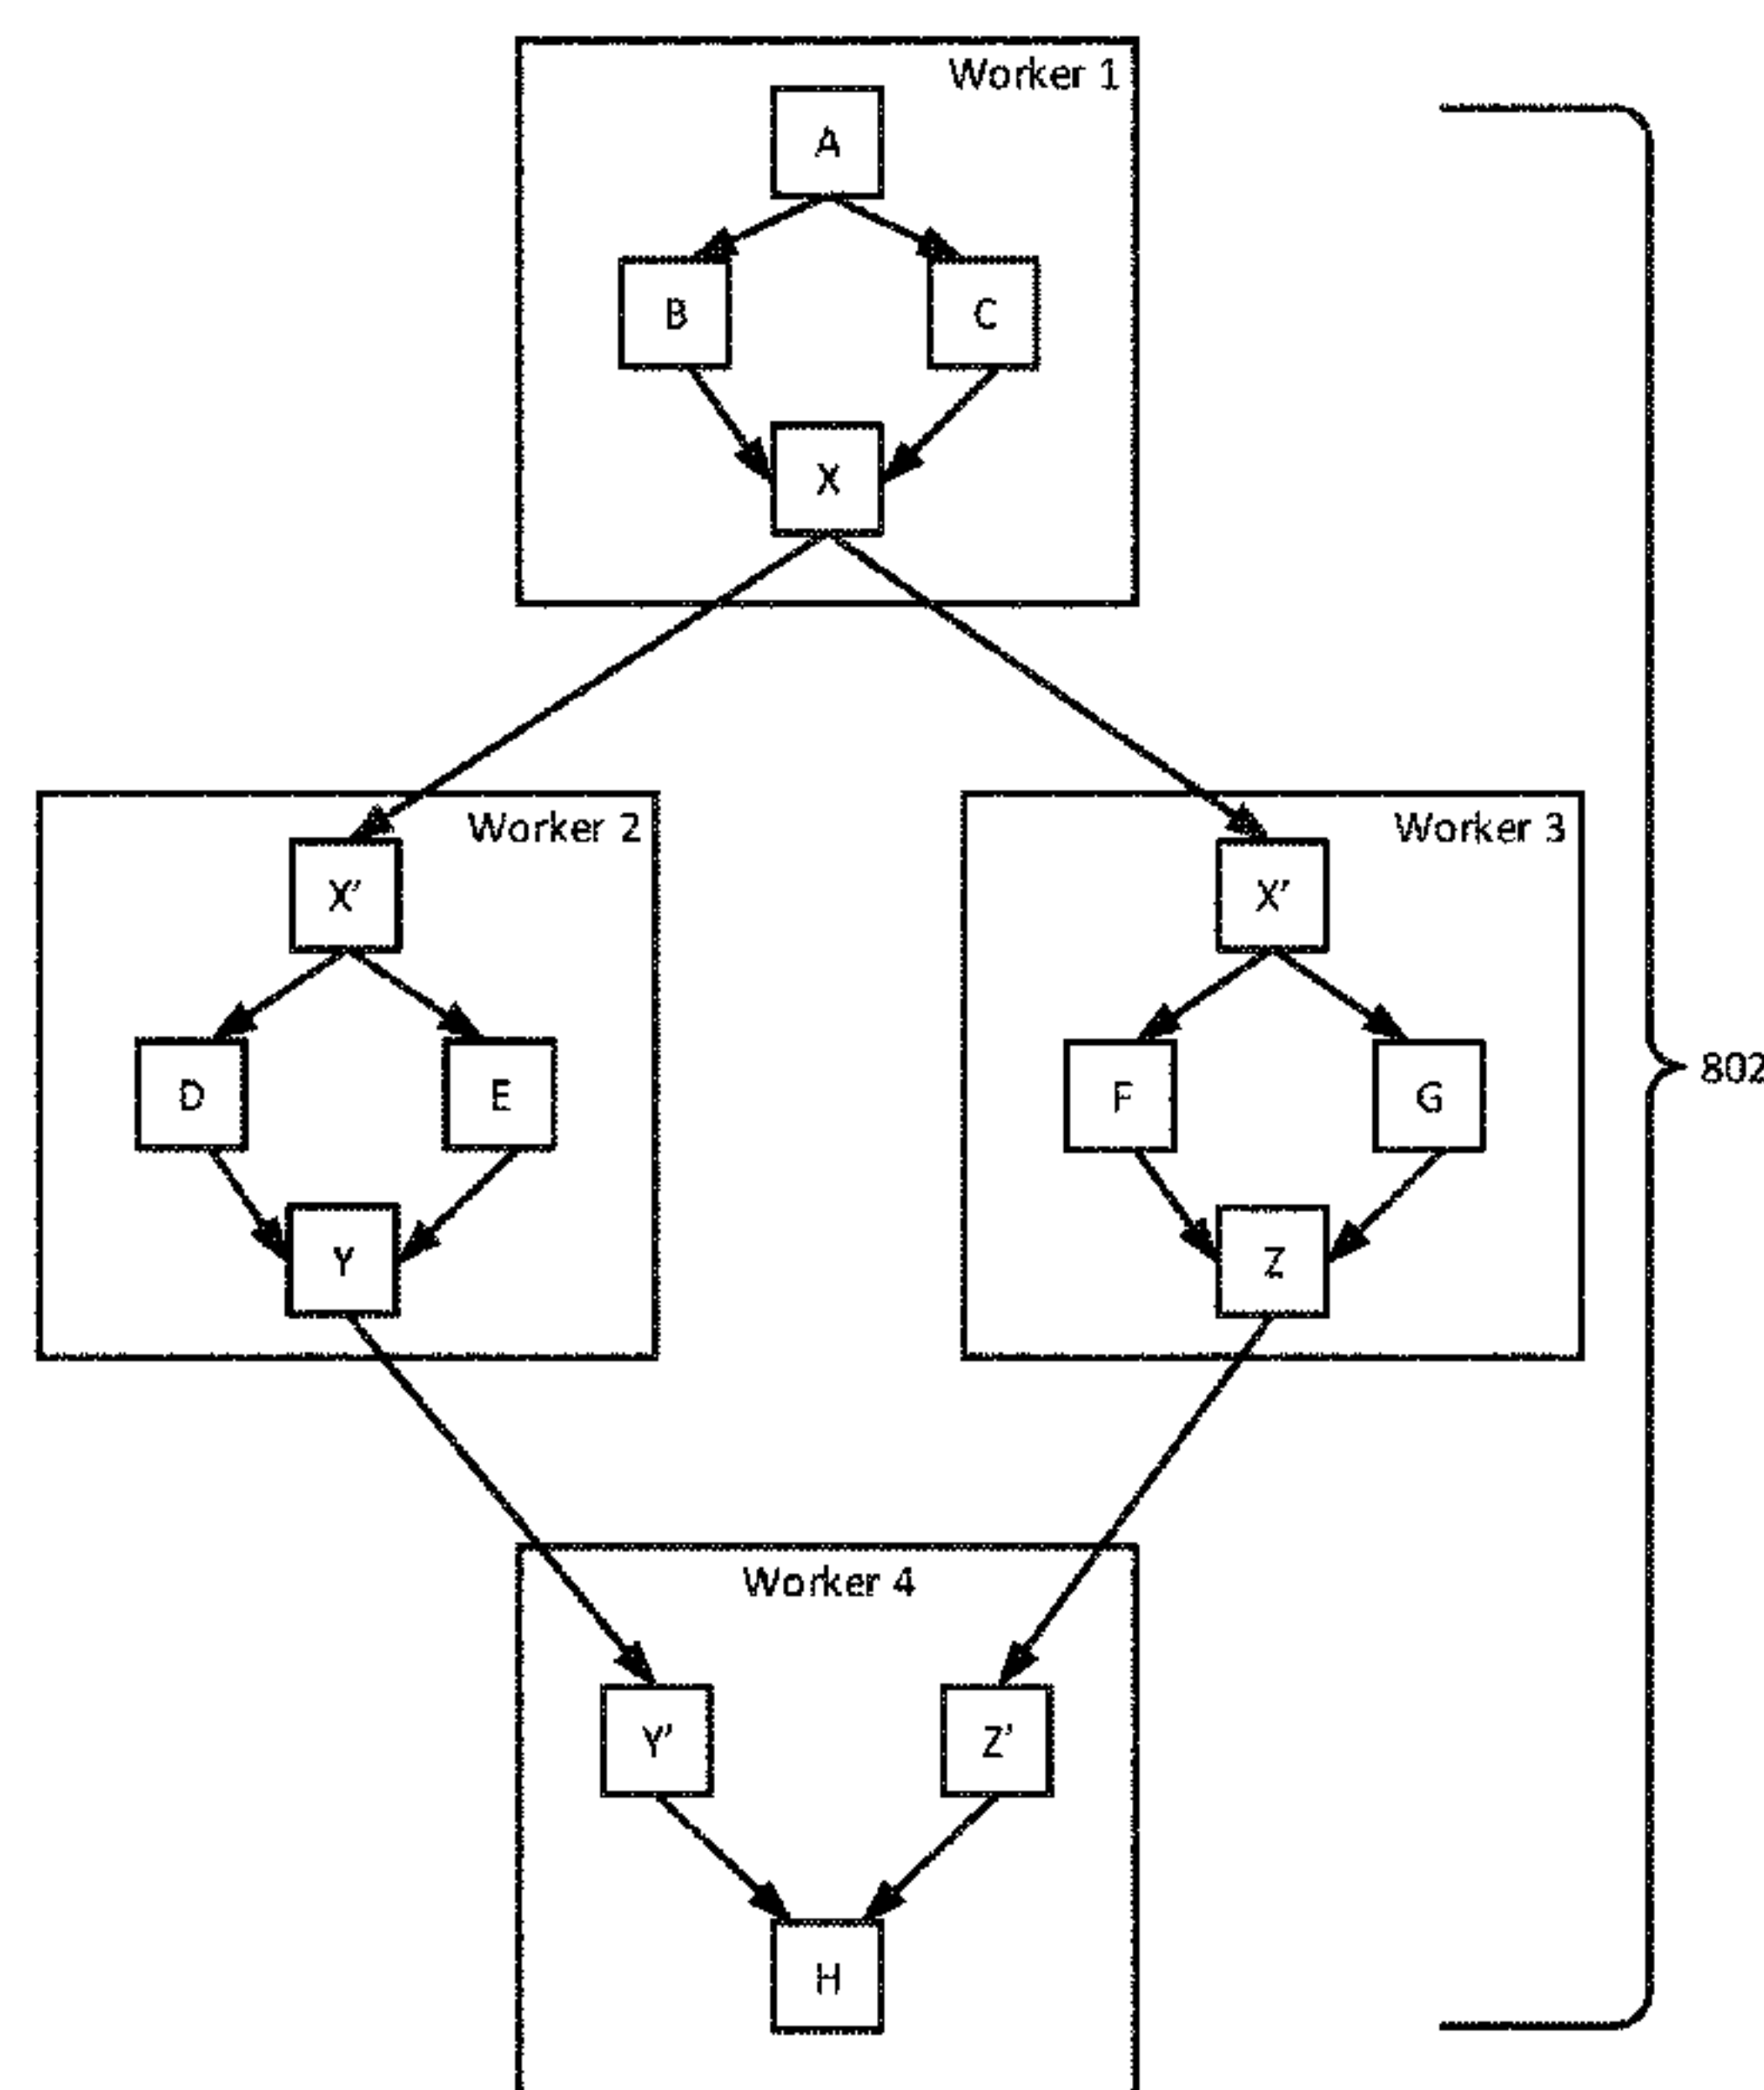 Worker 1
A
B C
X
Worker 2
X'
D E
Y
Worker 3
X'
F G
Z
802
Worker 4
Y' Z'
H